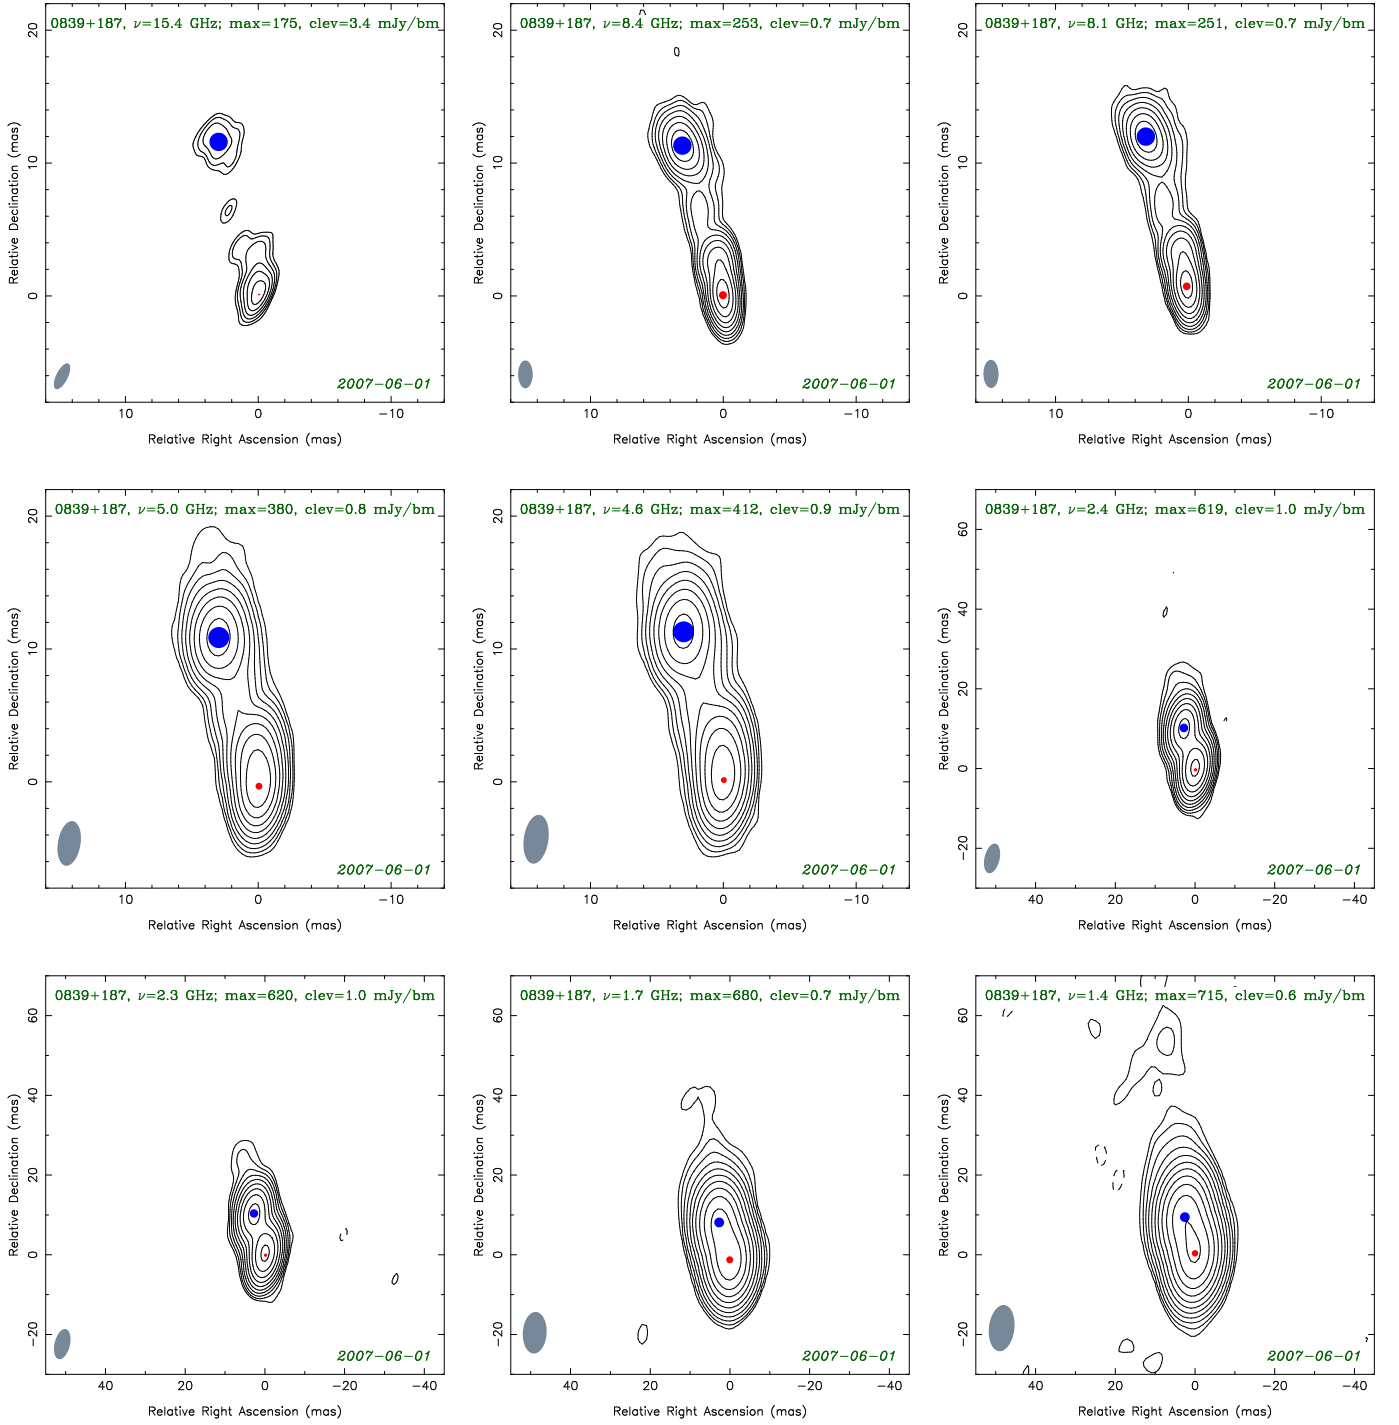 0839+187, ν=15.4 GHz; max=175, clev=3.4 mJy/bm
20
10
0
Relative Declination (mas)
2007-06-01
10 0 -10
Relative Right Ascension (mas)
0839+187, ν=8.4 GHz; max=253, clev=0.7 mJy/bm
20
10
0
Relative Declination (mas)
2007-06-01
10 0 -10
Relative Right Ascension (mas)
0839+187, ν=8.1 GHz; max=251, clev=0.7 mJy/bm
20
10
0
Relative Declination (mas)
2007-06-01
10 0 -10
Relative Right Ascension (mas)
0839+187, ν=5.0 GHz; max=380, clev=0.8 mJy/bm
20
10
0
Relative Declination (mas)
2007-06-01
10 0 -10
Relative Right Ascension (mas)
0839+187, ν=4.6 GHz; max=412, clev=0.9 mJy/bm
20
10
0
Relative Declination (mas)
2007-06-01
10 0 -10
Relative Right Ascension (mas)
0839+187, ν=2.4 GHz; max=619, clev=1.0 mJy/bm
60
40
20
0
-20
Relative Declination (mas)
2007-06-01
40 20 0 -20 -40
Relative Right Ascension (mas)
0839+187, ν=2.3 GHz; max=620, clev=1.0 mJy/bm
60
40
20
0
-20
Relative Declination (mas)
2007-06-01
40 20 0 -20 -40
Relative Right Ascension (mas)
0839+187, ν=1.7 GHz; max=680, clev=0.7 mJy/bm
60
40
20
0
-20
Relative Declination (mas)
2007-06-01
40 20 0 -20 -40
Relative Right Ascension (mas)
0839+187, ν=1.4 GHz; max=715, clev=0.6 mJy/bm
60
40
20
0
-20
Relative Declination (mas)
2007-06-01
40 20 0 -20 -40
Relative Right Ascension (mas)